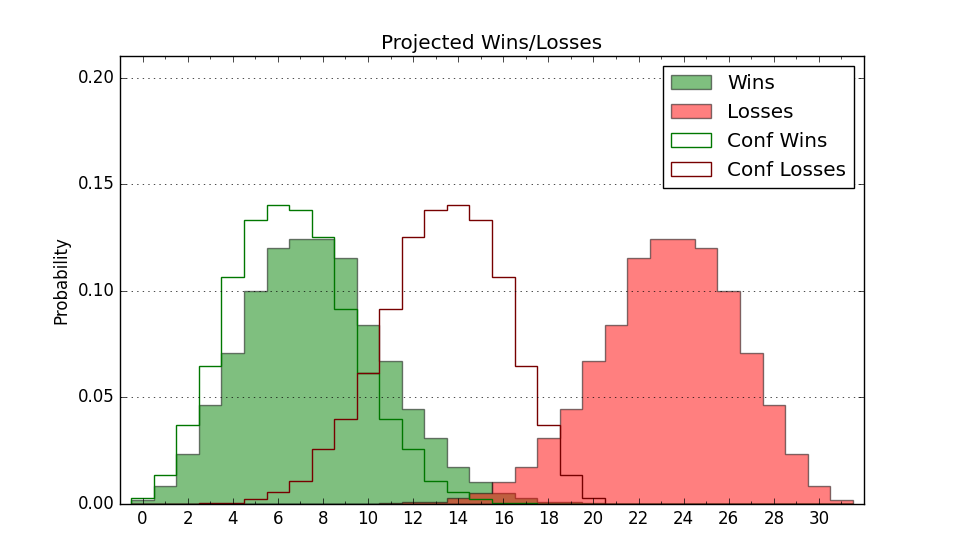 Projected Wins/Losses
Wins
Losses
Conf Wins
Conf Losses
Probability
0.20
0.15
0.10
0.05
0.00
0 2 4 6 8 10 12 14 16 18 20 22 24 26 28 30